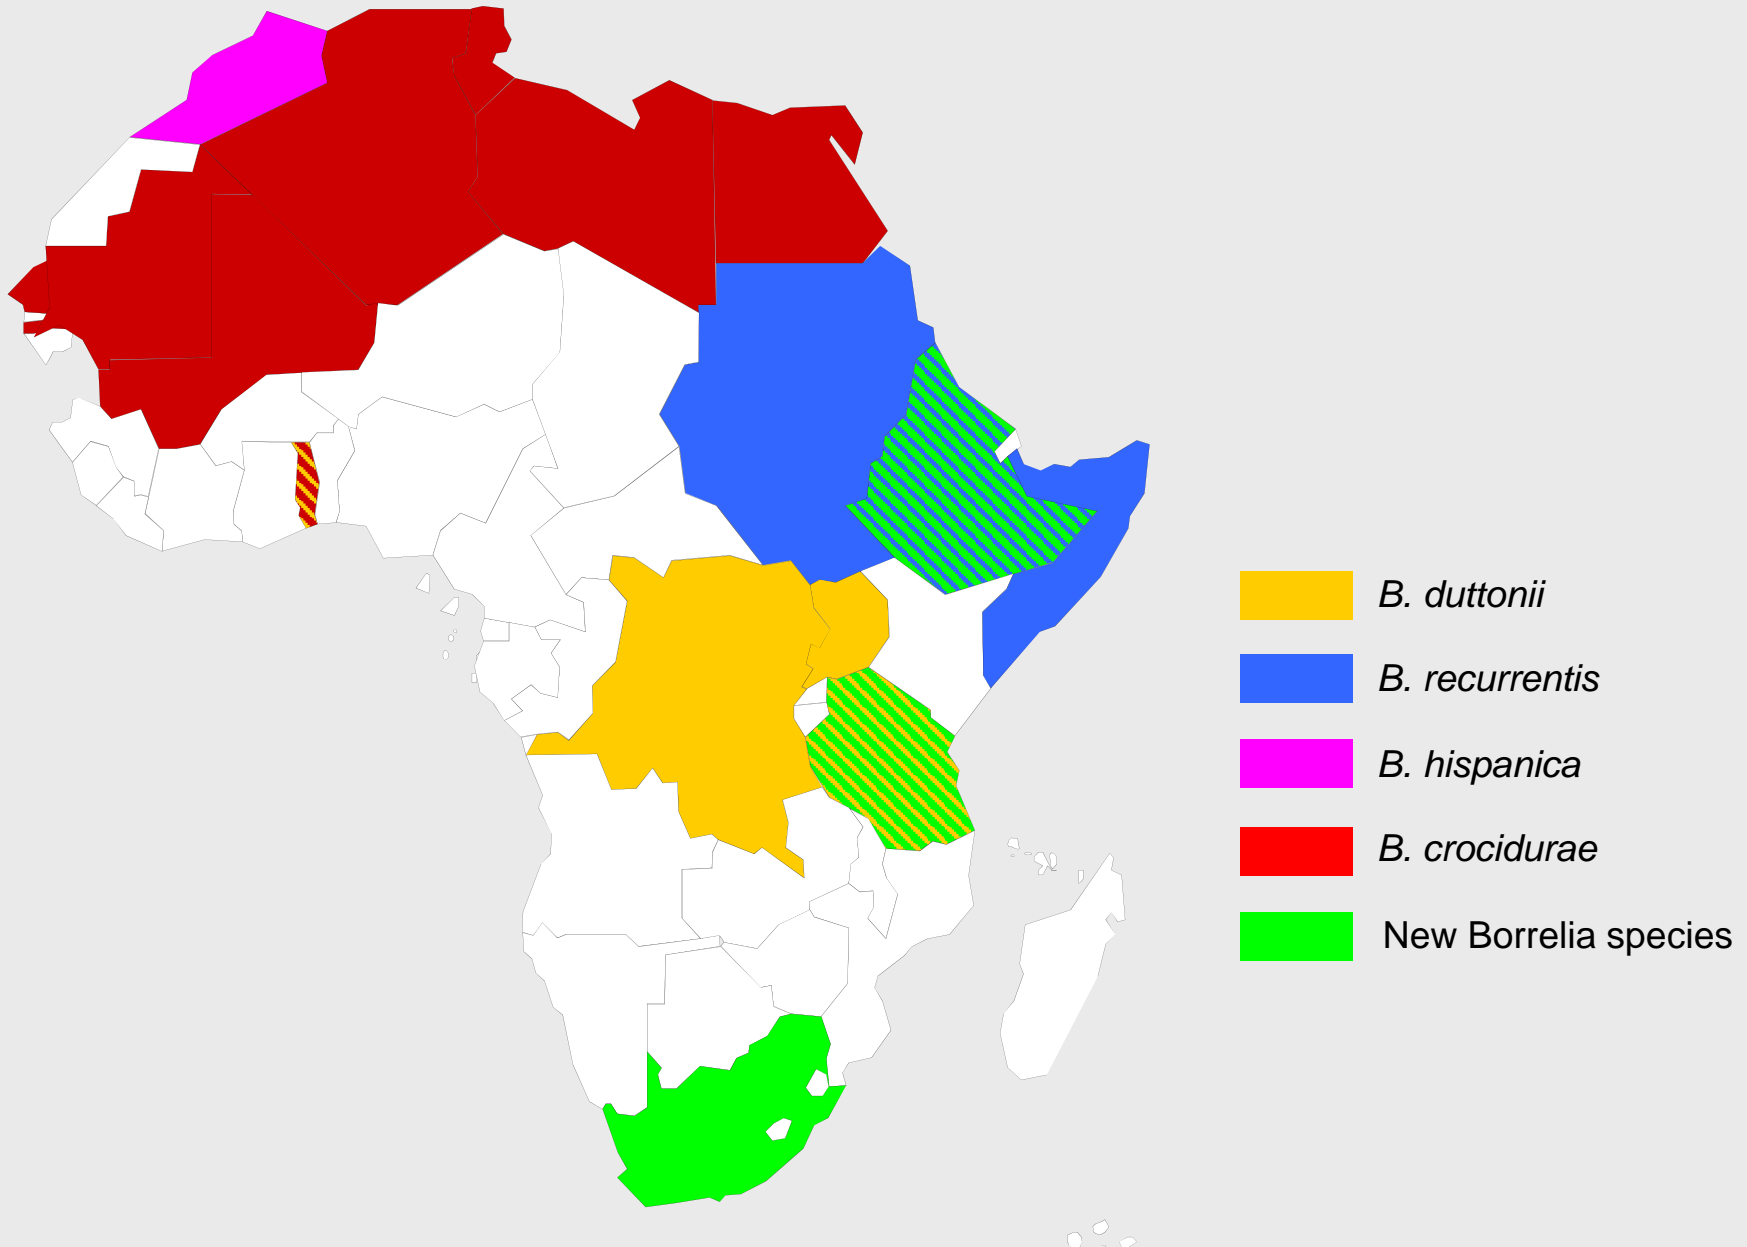 B. duttonii
B. recurrentis
B. hispanica
B. crocidurae
New Borrelia species